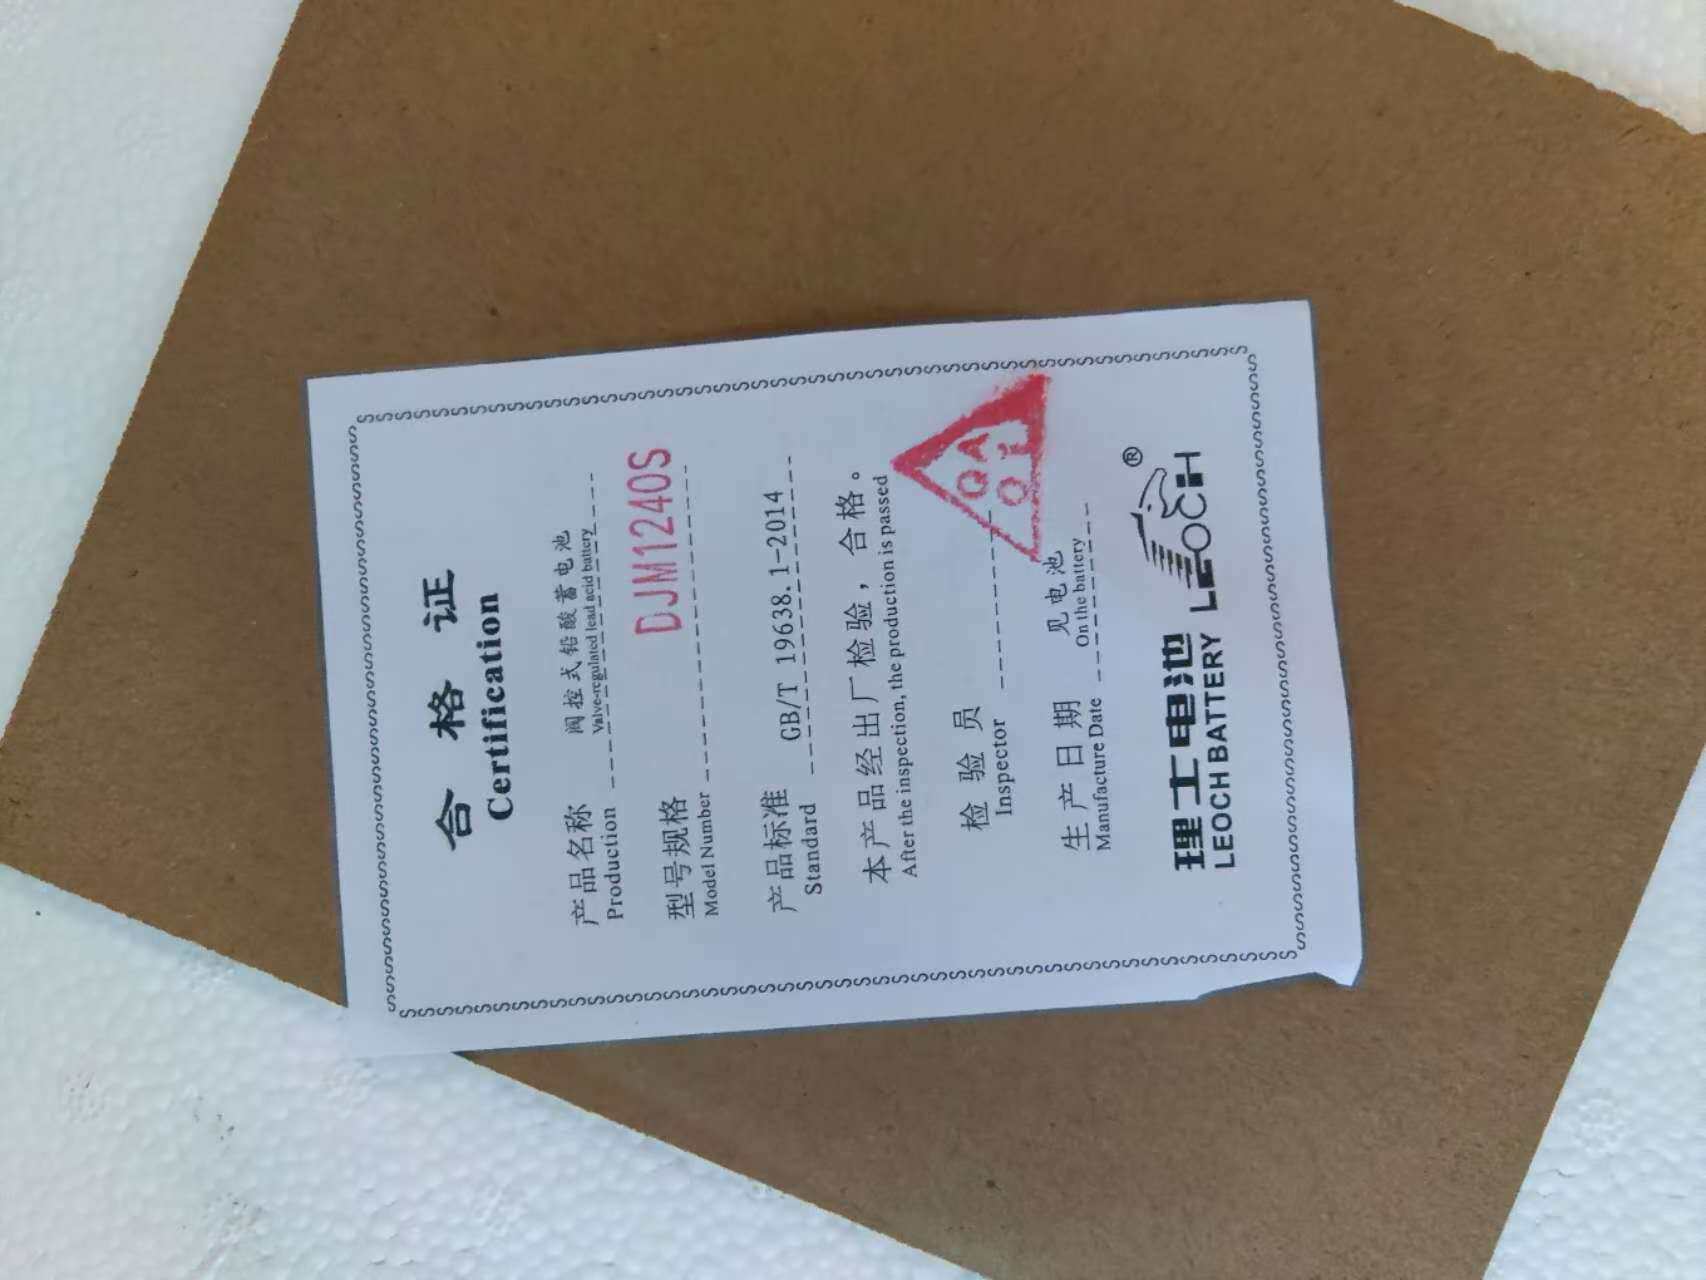 合格证
Certification
产品名称 阀控式铅酸蓄电池
Production Valve-regulated lead acid battery
型号规格 DJM1240S
Model Number
产品标准 GB/T 19638.1-2014
Standard
本产品经出厂检验，合格。
After the inspection, the production is passed
检验员
Inspector
QA
生产日期 见电池
Manufacture Date On the battery
理士电池 LEOCH®
LEOCH BATTERY